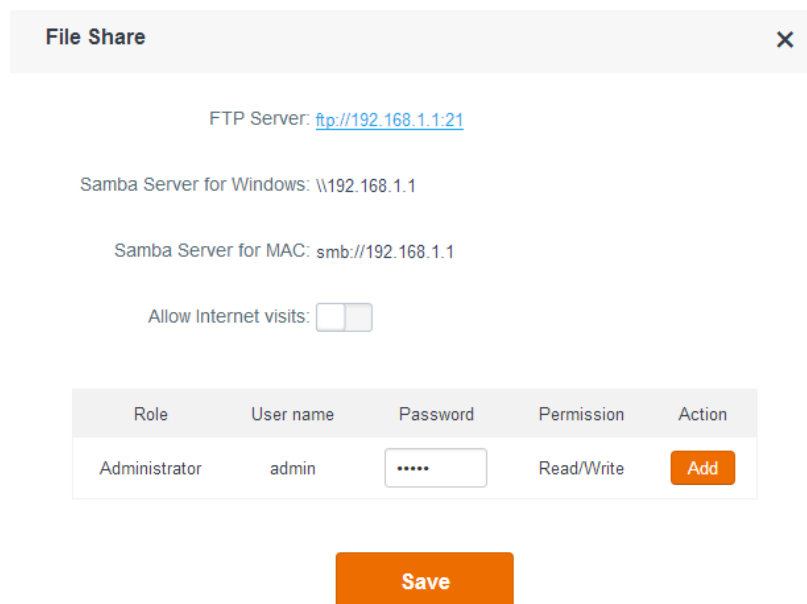 File Share
FTP Server: ftp://192.168.1.1:21
Samba Server for Windows: \\192.168.1.1
Samba Server for MAC: smb://192.168.1.1
Allow Internet visits:
Role User name Password Permission Action
Administrator admin ••••• Read/Write Add
Save